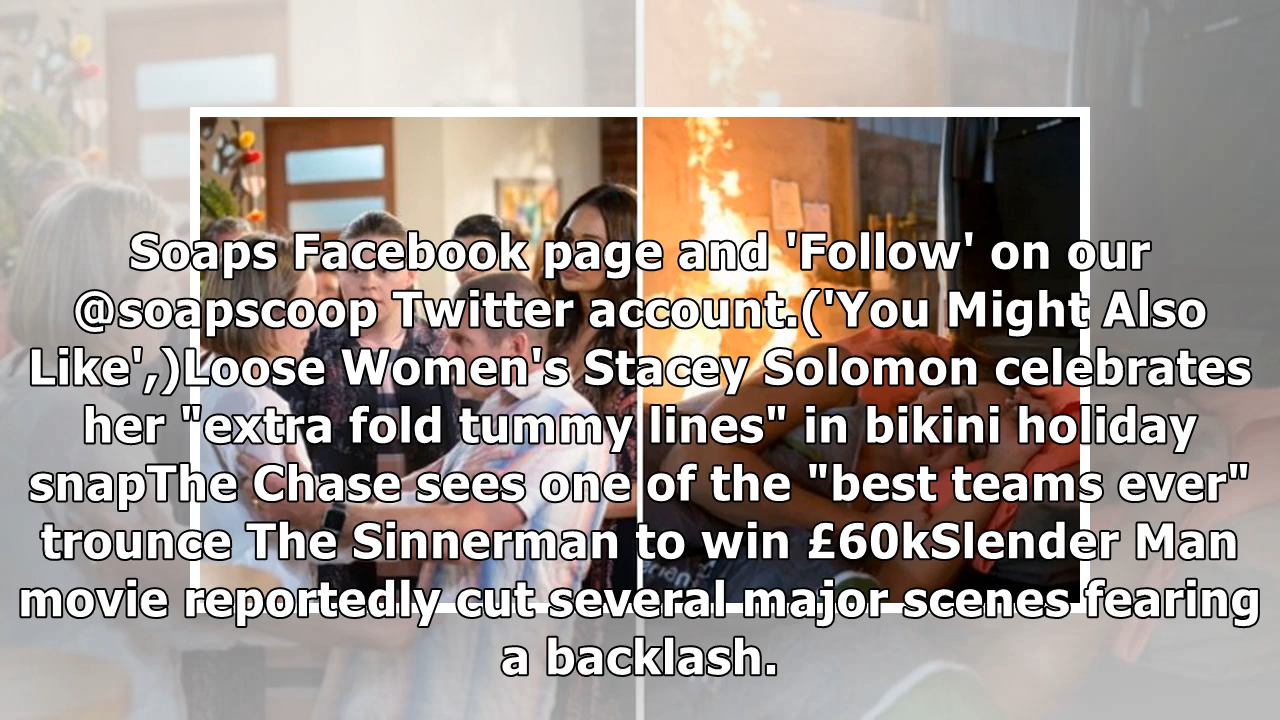 Soaps Facebook page and 'Follow' on our
@soapscoop Twitter account.('You Might Also
Like',)Loose Women's Stacey Solomon celebrates
her "extra fold tummy lines" in bikini holiday
snapThe Chase sees one of the "best teams ever"
trounce The Sinnerman to win £60kSlender Man
movie reportedly cut several major scenes fearing
a backlash.